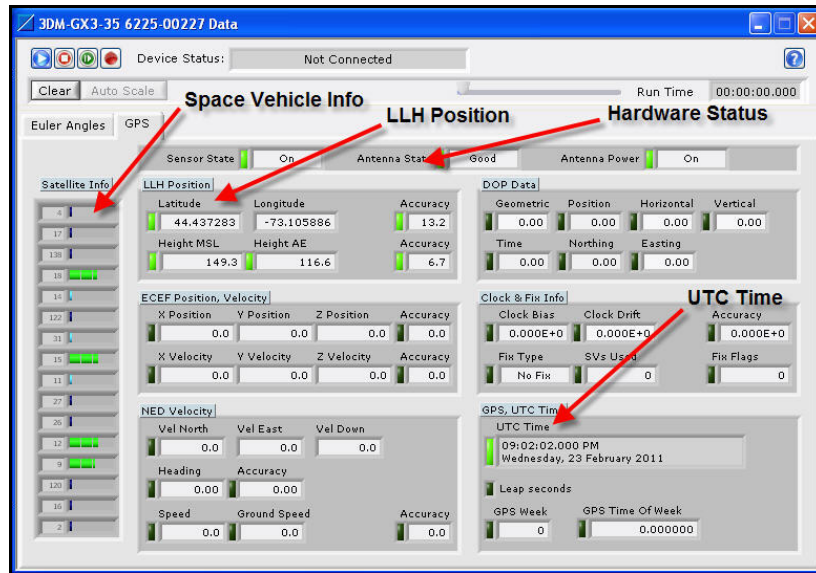 3DM-GX3-35 6225-00227 Data
Device Status: Not Connected
Clear Auto Scale Run Time 00:00:00.000
Space Vehicle Info
LLH Position
Hardware Status
Euler Angles GPS
Sensor State On Antenna Stat Good Antenna Power On
Satellite Info
4
17
138
18
14
122
31
15
11
27
26
12
9
120
16
2
LLH Position
Latitude Longitude Accuracy
44.437283 -73.105886 13.2
Height MSL Height AE Accuracy
149.3 116.6 6.7
DOP Data
Geometric Position Horizontal Vertical
0.00 0.00 0.00 0.00
Time Northing Easting
0.00 0.00 0.00
ECEF Position, Velocity
X Position Y Position Z Position Accuracy
0.0 0.0 0.0 0.0
X Velocity Y Velocity Z Velocity Accuracy
0.0 0.0 0.0 0.0
UTC Time
Clock & Fix Info
Clock Bias Clock Drift Accuracy
0.000E+0 0.000E+0 0.000E+0
Fix Type SVs Used Fix Flags
No Fix 0 0
NED Velocity
Vel North Vel East Vel Down
0.0 0.0 0.0
Heading Accuracy
0.00 0.00
Speed Ground Speed Accuracy
0.0 0.0 0.0
GPS, UTC Time
UTC Time
09:02:02.000 PM
Wednesday, 23 February 2011
Leap seconds
GPS Week GPS Time Of Week
0 0.000000